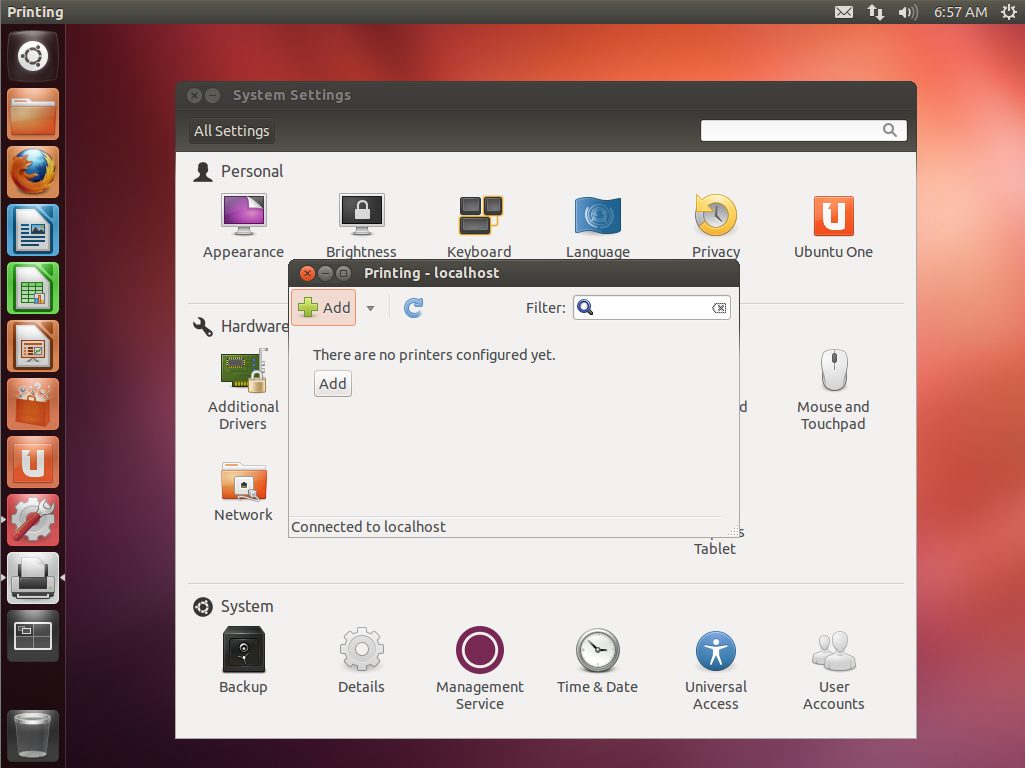 Printing
6:57 AM
System Settings
All Settings
Personal
Appearance
Brightness
Keyboard
Language
Privacy
Ubuntu One
Printing - localhost
Add
Filter:
There are no printers configured yet.
Add
Connected to localhost
Hardware
Additional
Drivers
Mouse and
Touchpad
Network
Tablet
System
Backup
Details
Management
Service
Time & Date
Universal
Access
User
Accounts